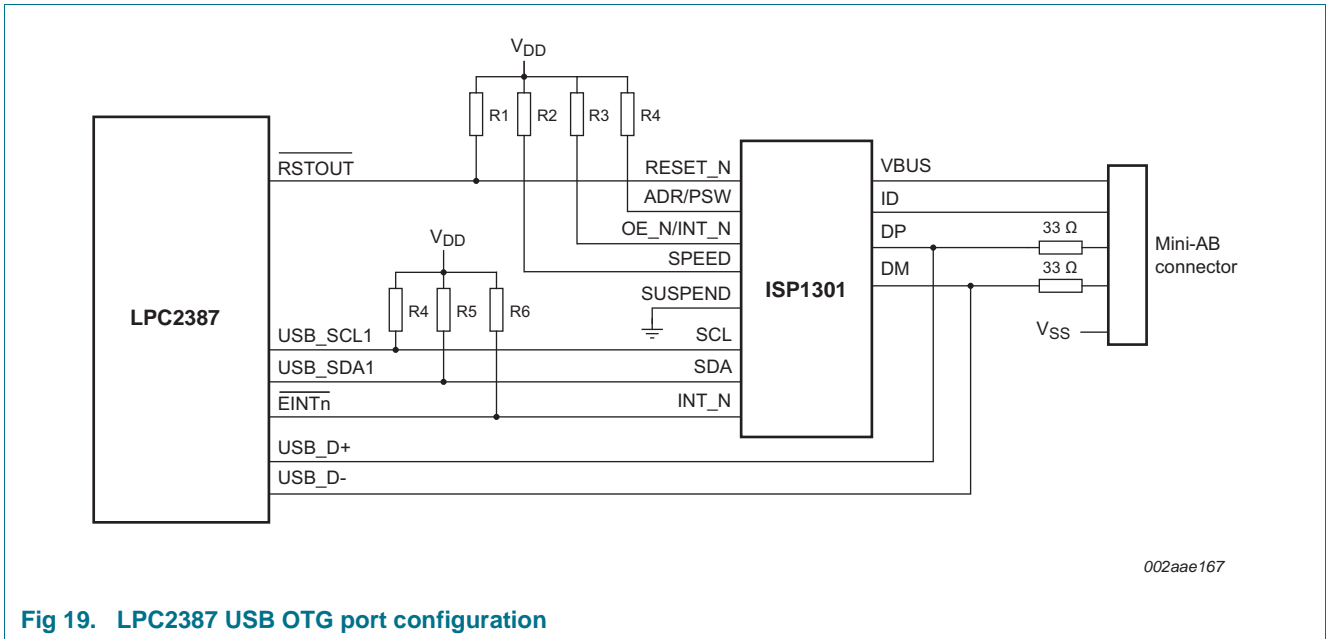 VDD
R1 R2 R3 R4
RSTOUT
RESET_N
VBUS
ADR/PSW
ID
OE_N/INT_N
DP
33 Ω
SPEED
DM
33 Ω
Mini-AB
connector
VDD
SUSPEND
ISP1301
LPC2387
R4 R5 R6
VSS
USB_SCL1
SCL
USB_SDA1
SDA
EINTn
INT_N
USB_D+
USB_D-
002aae167
Fig 19. LPC2387 USB OTG port configuration